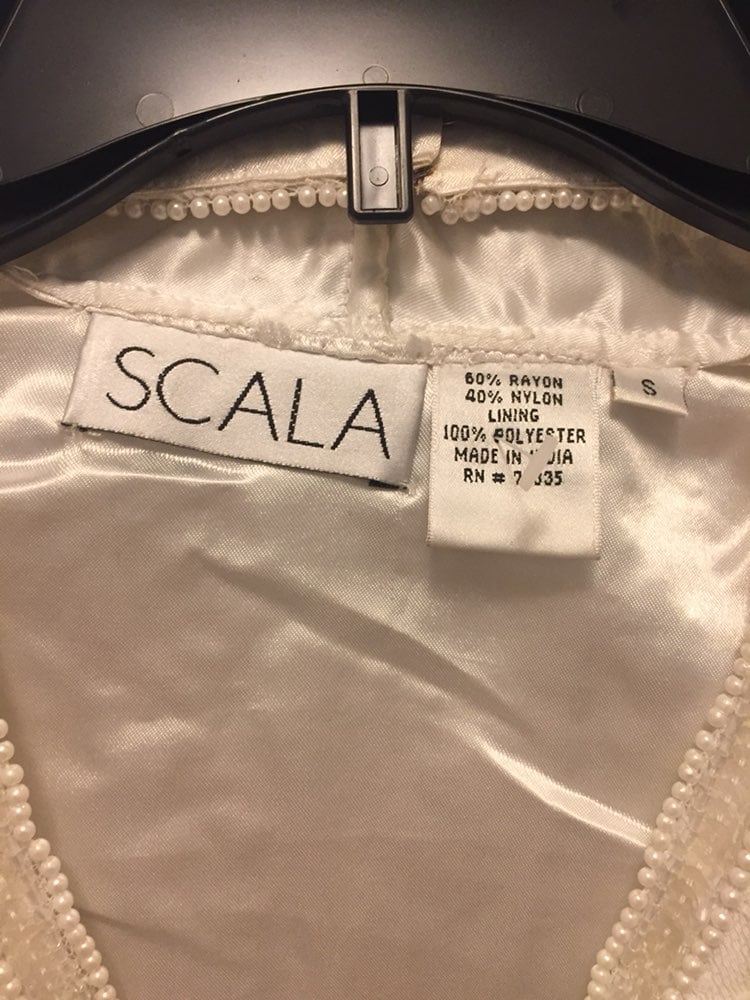 SCALA
60% RAYON
40% NYLON
LINING
100% POLYESTER
MADE IN
RN #
S